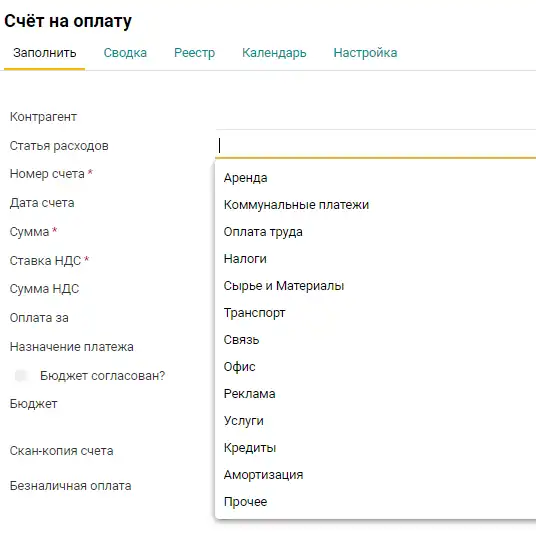 Счёт на оплату
Заполнить Сводка Реестр Календарь Настройка
Контрагент
Статья расходов
Номер счета *
Дата счета
Сумма *
Ставка НДС *
Сумма НДС
Оплата за
Назначение платежа
Бюджет согласован?
Бюджет
Скан-копия счета
Безналичная оплата
Аренда
Коммунальные платежи
Оплата труда
Налоги
Сырье и Материалы
Транспорт
Связь
Офис
Реклама
Услуги
Кредиты
Амортизация
Прочее